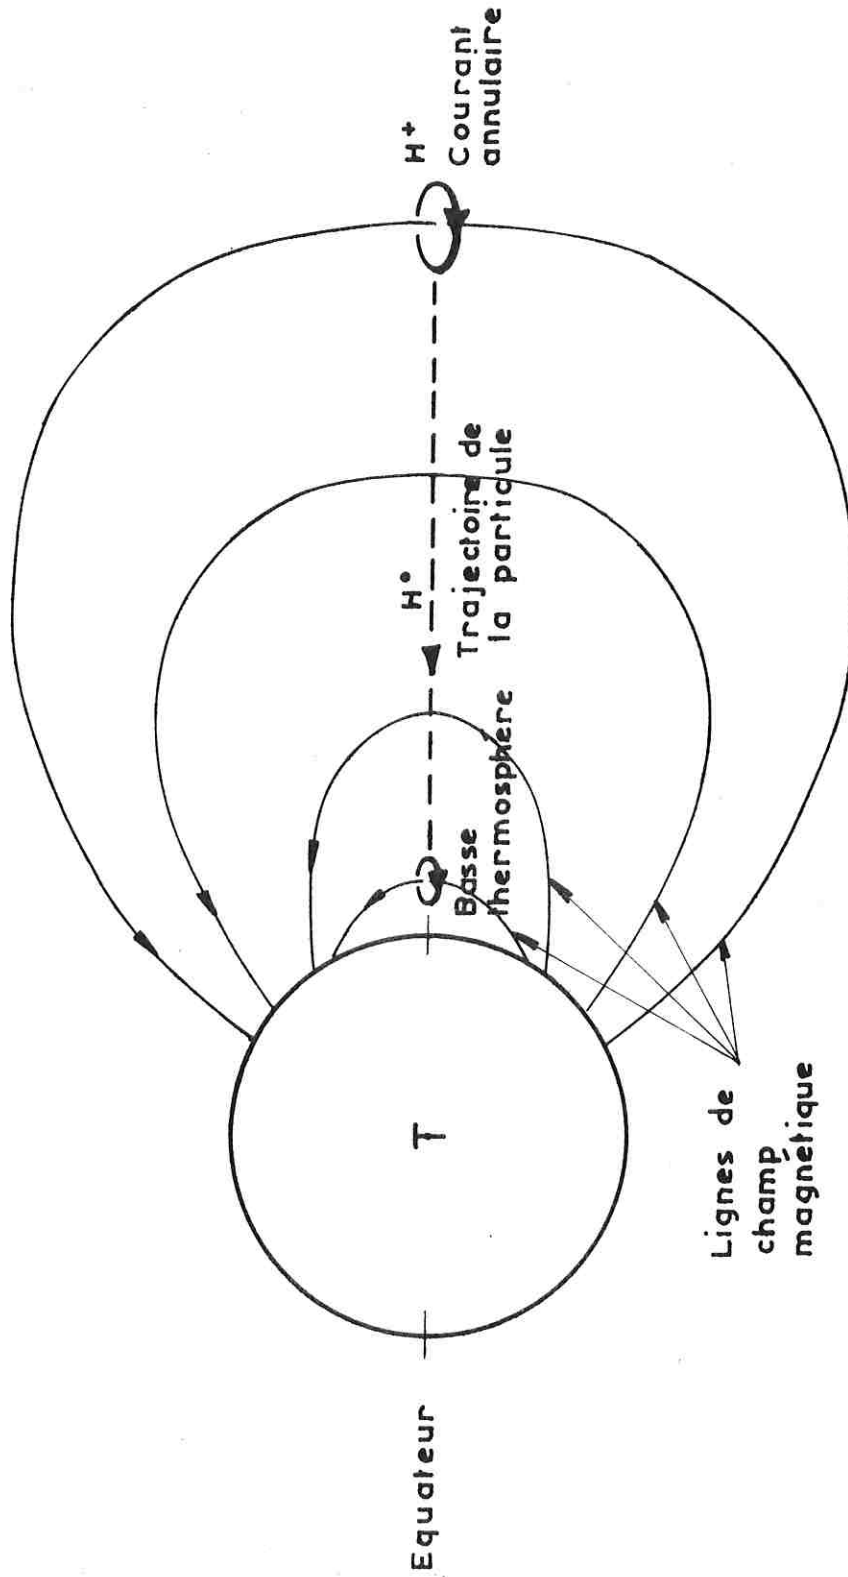 Equateur
T
Lignes de
champ
magnétique
Basse
thermosphère
H°
Trajectoire de
la particule
H+
Courant
annulaire